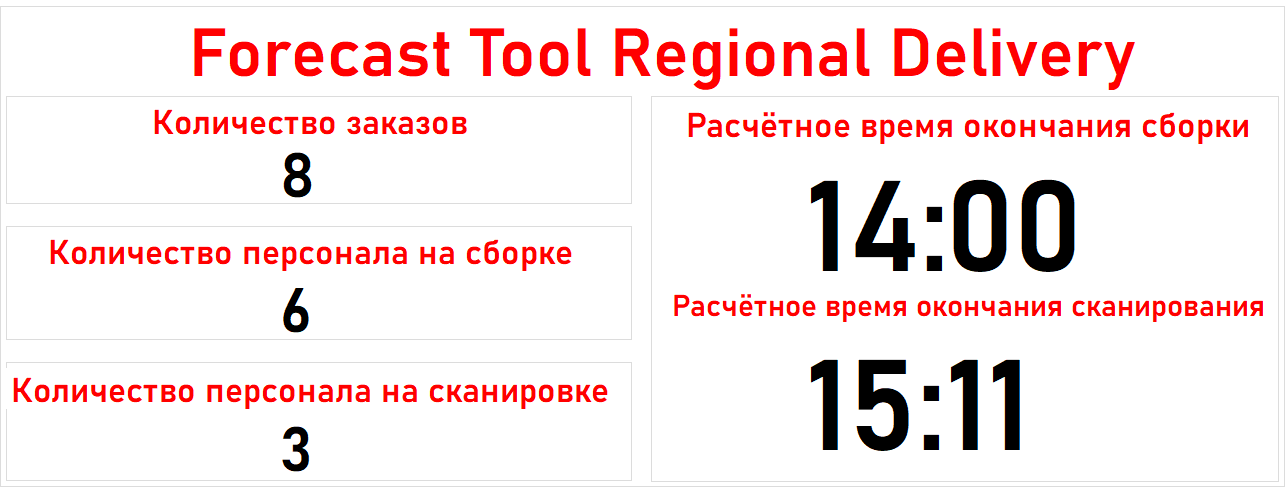 Forecast Tool Regional Delivery
Количество заказов
8
Количество персонала на сборке
6
Количество персонала на сканировке
3
Расчётное время окончания сборки
14:00
Расчётное время окончания сканирования
15:11